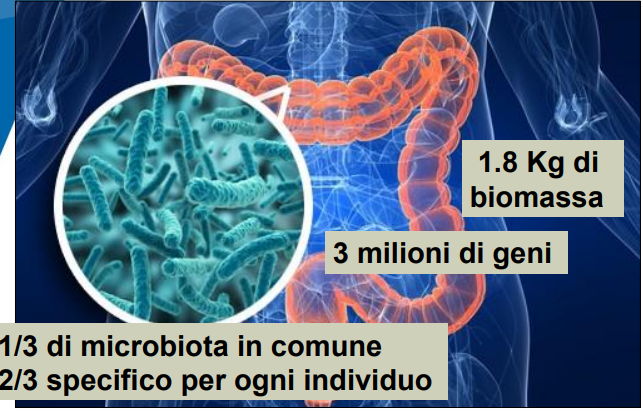 1.8 Kg di
biomassa
3 milioni di geni
1/3 di microbiota in comune
2/3 specifico per ogni individuo